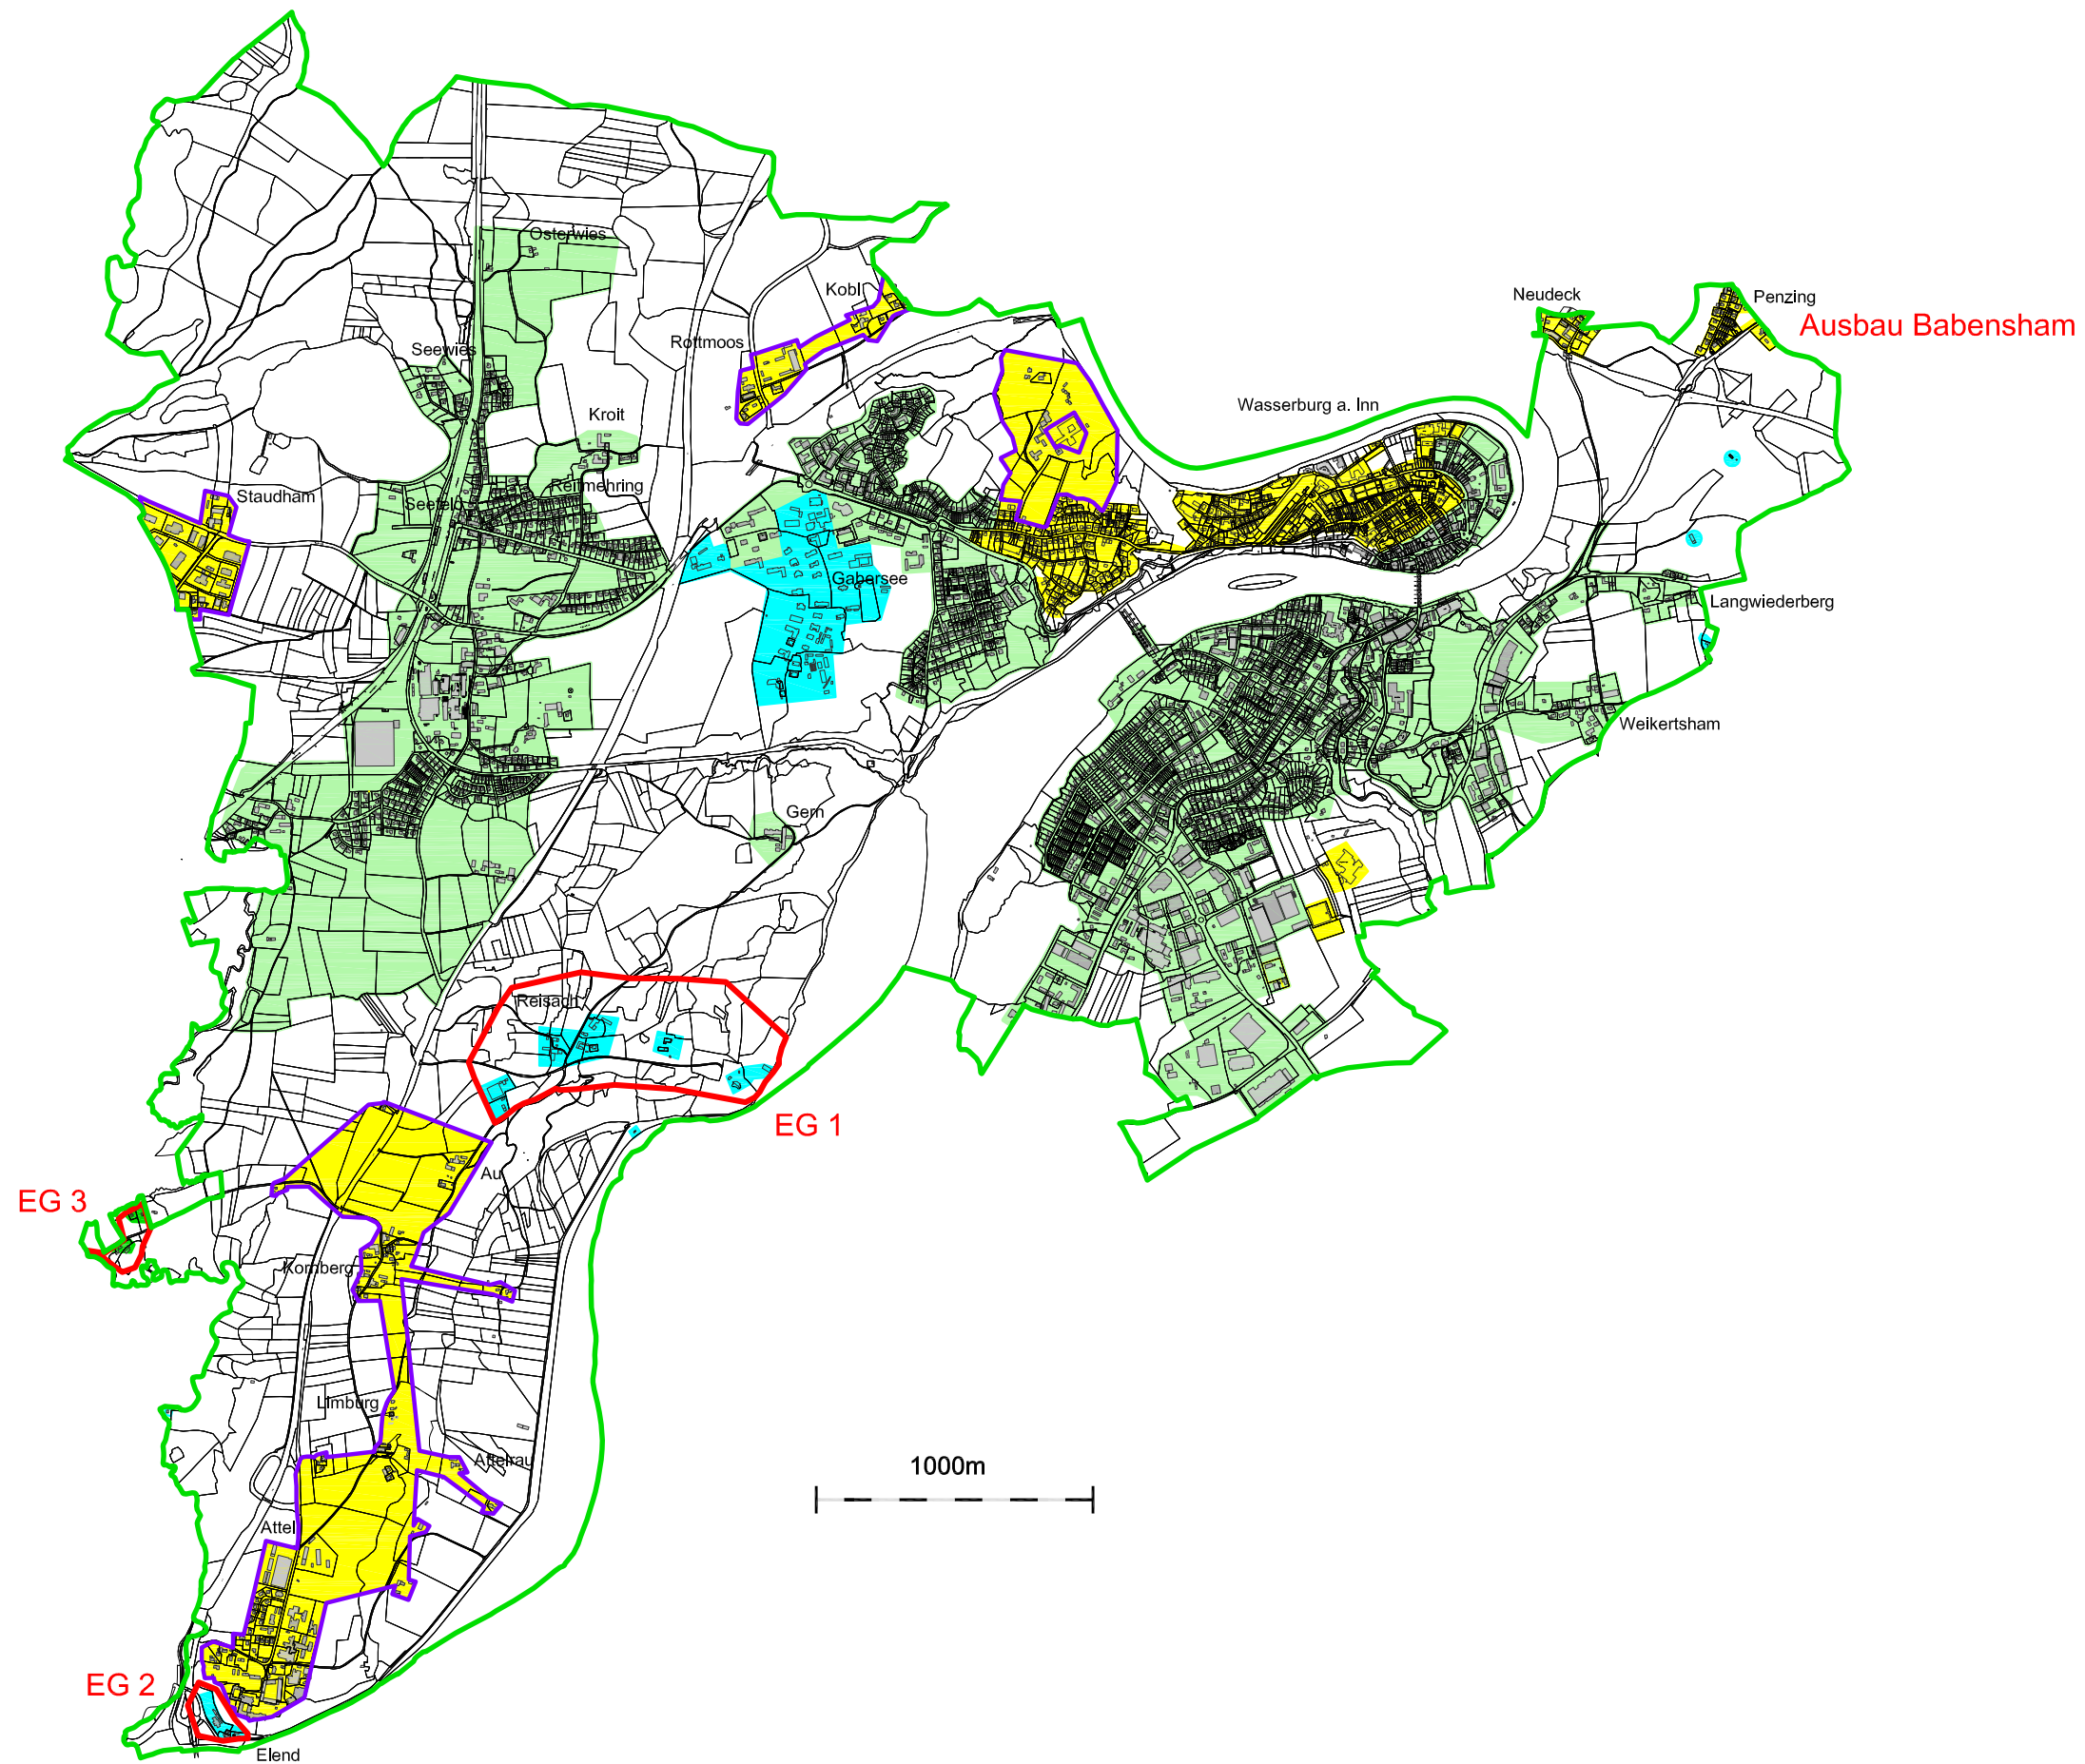 Osterwies
Kobl
Neudeck
Penzing
Ausbau Babensham
Rottmoos
Seewies
Wasserburg a. Inn
Kroit
Staudham
Reitmehring
Seefeld
Gabersee
Langwiederberg
Weikertsham
Gern
Reisach
EG 1
Au
EG 3
Kornberg
Limburg
Attelrau
1000m
Attel
EG 2
Elend